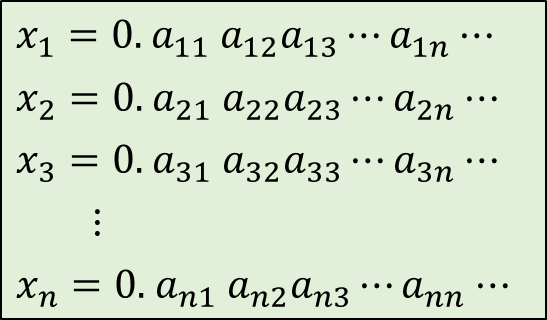 x₁ = 0. a₁₁ a₁₂a₁₃ ⋯ a₁ₙ ⋯
x₂ = 0. a₂₁ a₂₂a₂₃ ⋯ a₂ₙ ⋯
x₃ = 0. a₃₁ a₃₂a₃₃ ⋯ a₃ₙ ⋯
⋮
xₙ = 0. aₙ₁ aₙ₂aₙ₃ ⋯ aₙₙ ⋯